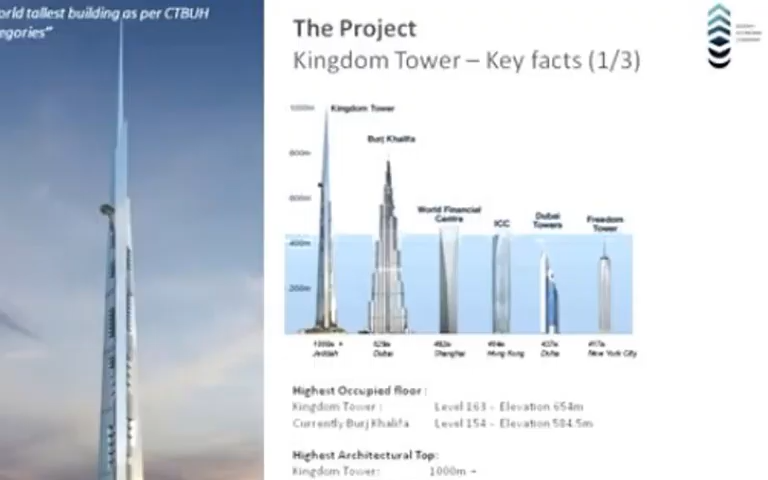 orld tallest building as per CTBUH
egories"
The Project
Kingdom Tower – Key facts (1/3)
1000m
Kingdom Tower
Burj Khalifa
800m
World Financial
Centre
ICC
Dubai
Towers
Freedom
Tower
600m
400m
200m
1000m +
Jeddah
828m
Dubai
492m
Shanghai
484m
Hong Kong
437m
Doha
417m
New York City
Highest Occupied floor:
Kingdom Tower : Level 163 - Elevation 654m
Currently Burj Khalifa Level 154 - Elevation 584.5m
Highest Architectural Top:
Kingdom Tower: 1000m +